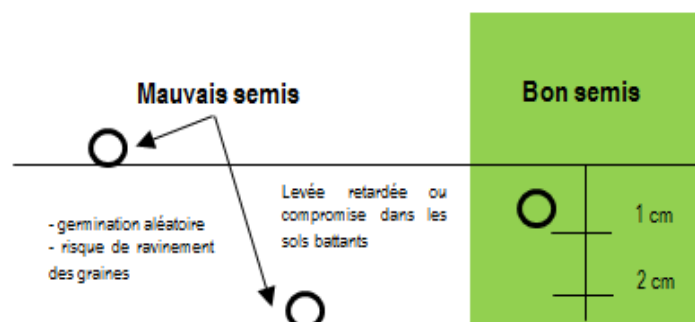 Mauvais semis
Bon semis
- germination aléatoire
- risque de ravinement
des graines
Levée retardée ou
compromise dans les
sols battants
1 cm
2 cm